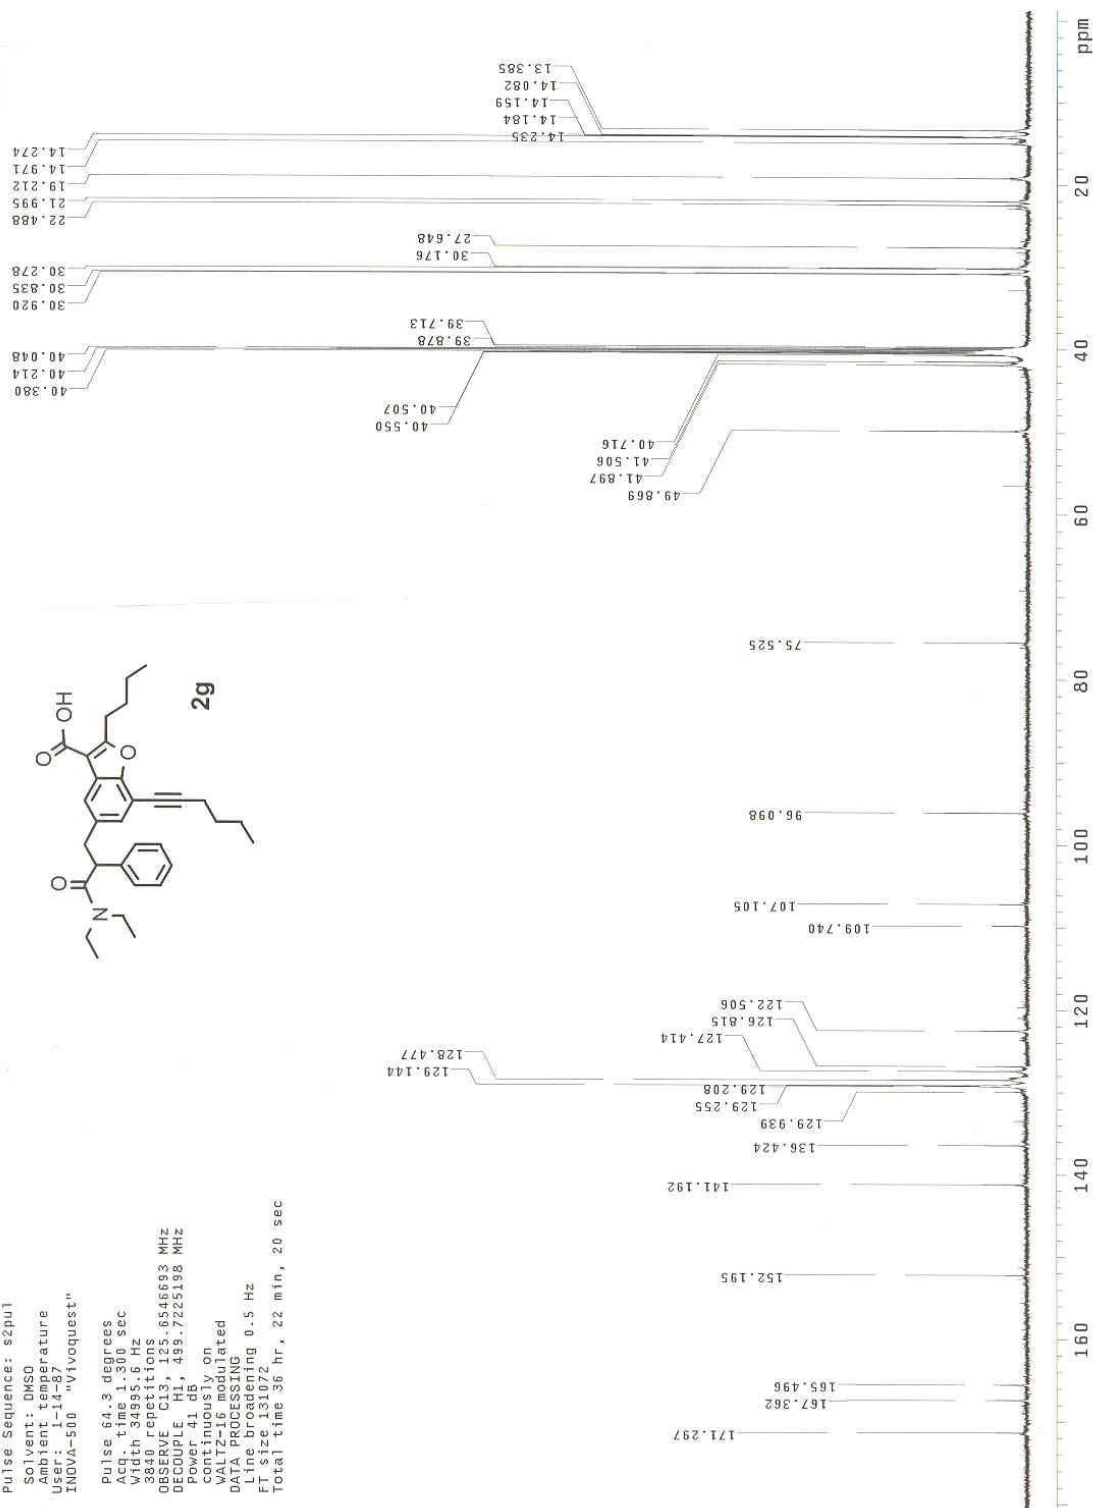 Pulse Sequence: s2pul
Solvent: DMSO
Ambient temperature
User: 1-14-87
INOVA-500 "Vivoquest"
Pulse 64.3 degrees
Acq. time 1.300 sec
Width 34995.6 Hz
3840 repetitions
OBSERVE C13, 125.6546693 MHz
DECOUPLE H1, 499.7225198 MHz
Power 41 dB
continuously on
WALTZ-16 modulated
DATA PROCESSING
Line broadening 0.5 Hz
FT size 131072
Total time 36 hr, 22 min, 20 sec
O
OH
O
O
N
2g
171.297
167.362
165.496
152.195
141.192
136.424
129.939
129.255
129.208
129.144
128.477
127.414
126.815
122.506
109.740
107.105
96.098
75.525
49.869
41.897
41.506
40.716
40.550
40.507
40.380
40.214
40.048
39.878
39.713
30.920
30.835
30.278
30.176
27.648
22.488
21.995
19.212
14.971
14.274
14.235
14.184
14.159
14.082
13.385
160
140
120
100
80
60
40
20
ppm